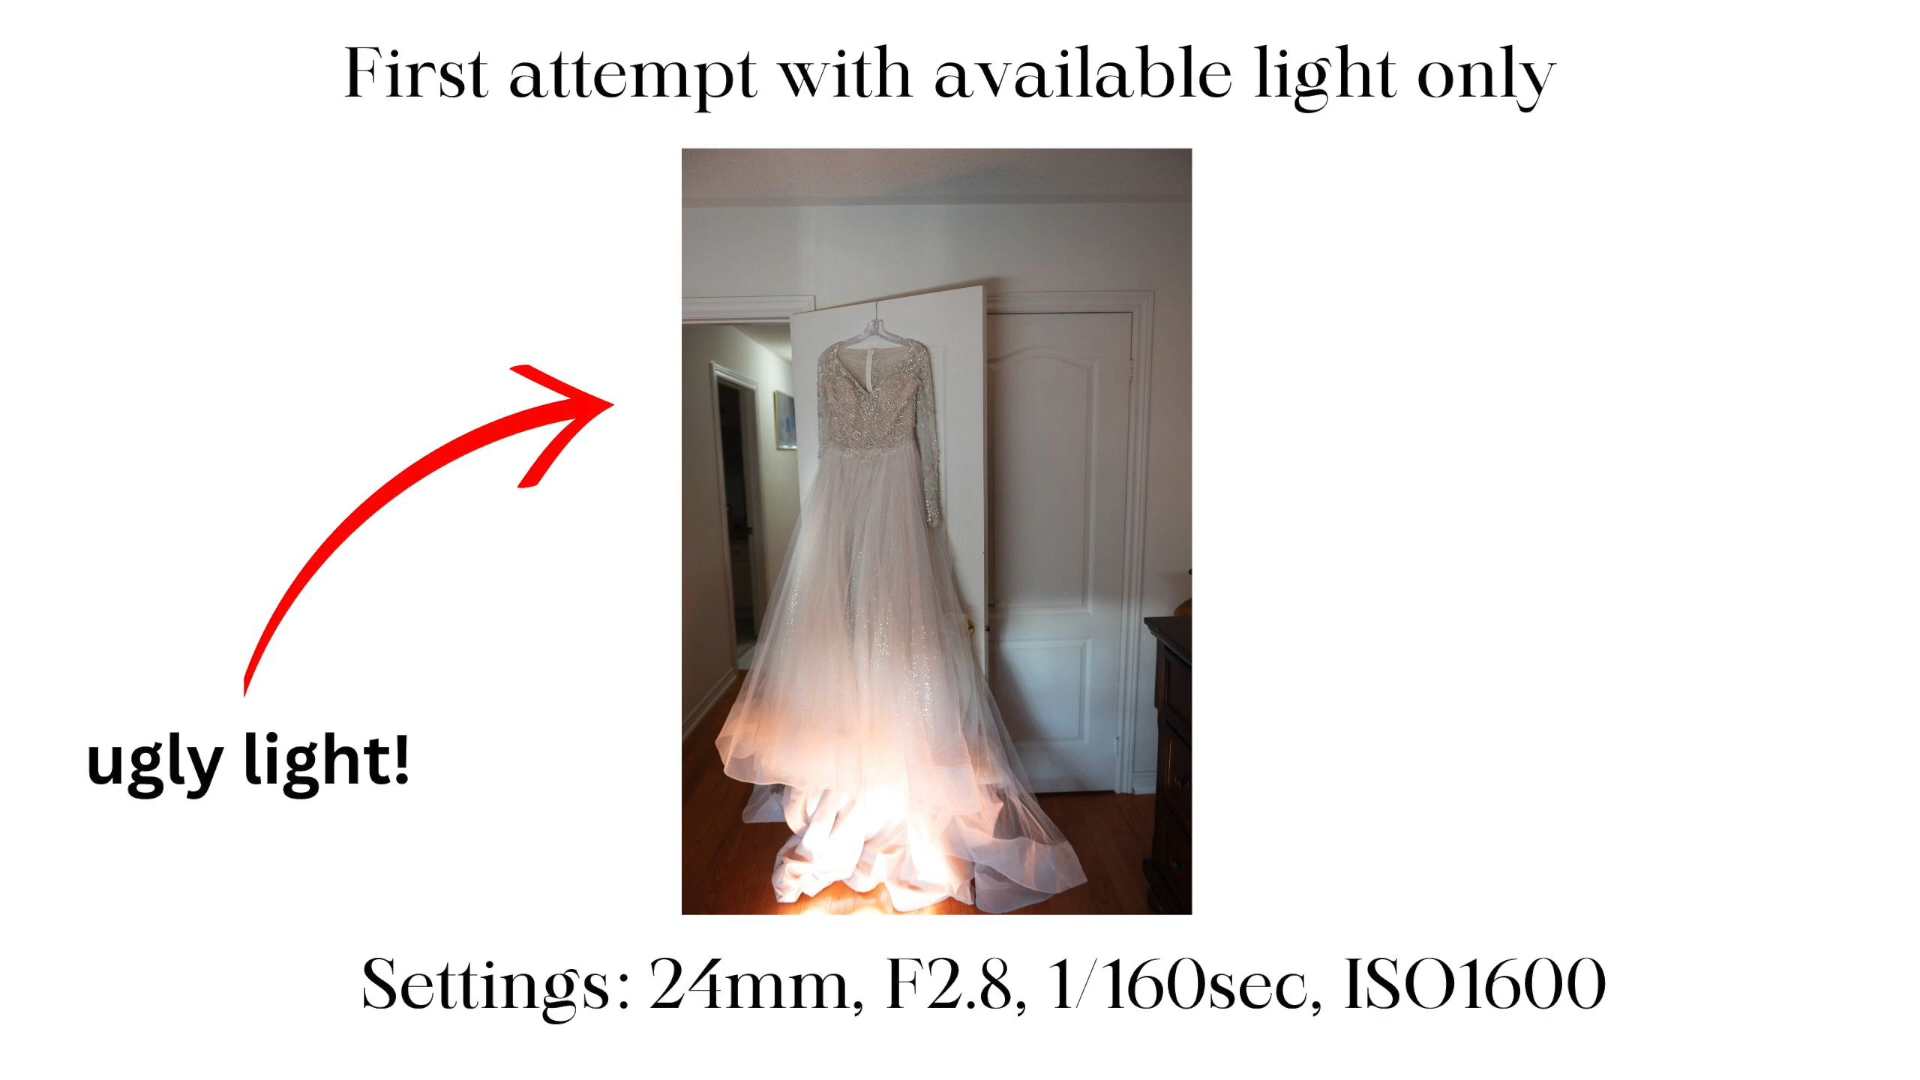 First attempt with available light only
ugly light!
Settings: 24mm, F2.8, 1/160sec, ISO1600